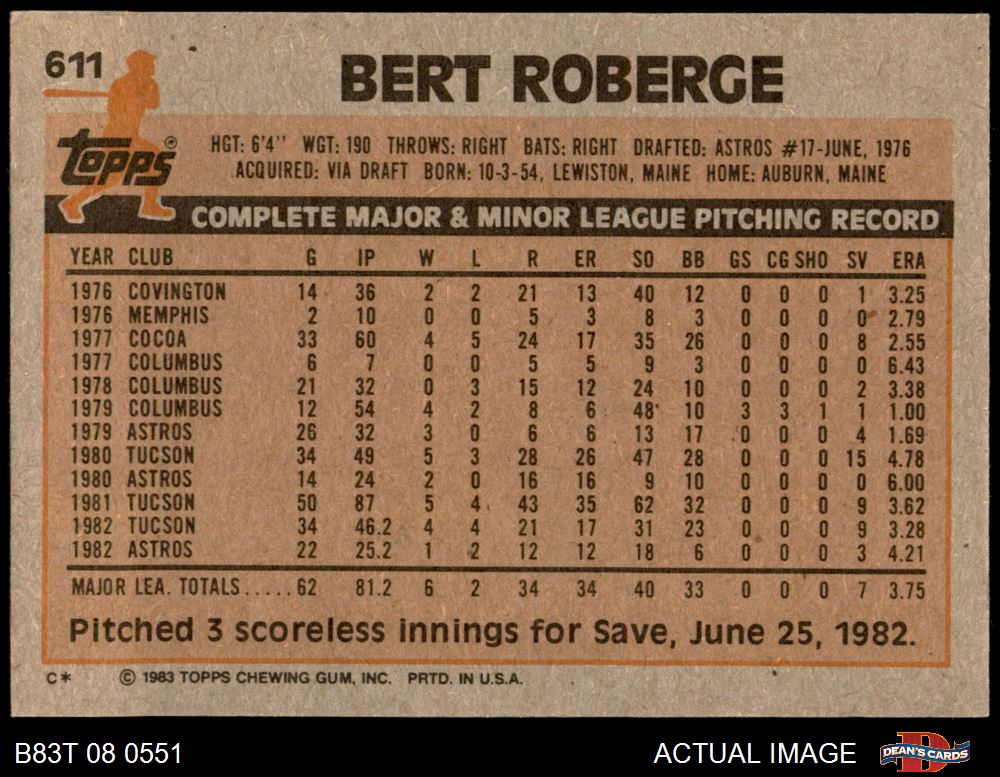 611
BERT ROBERGE
Topps®
HGT: 6'4" WGT: 190 THROWS: RIGHT BATS: RIGHT DRAFTED: ASTROS #17-JUNE, 1976
ACQUIRED: VIA DRAFT BORN: 10-3-54, LEWISTON, MAINE HOME: AUBURN, MAINE
COMPLETE MAJOR & MINOR LEAGUE PITCHING RECORD
YEAR CLUB G IP W L R ER SO BB GS CG SHO SV ERA
1976 COVINGTON 14 36 2 2 21 13 40 12 0 0 0 1 3.25
1976 MEMPHIS 2 10 0 0 5 3 8 3 0 0 0 0 2.79
1977 COCOA 33 60 4 5 24 17 35 26 0 0 0 8 2.55
1977 COLUMBUS 6 7 0 0 5 5 9 3 0 0 0 0 6.43
1978 COLUMBUS 21 32 0 3 15 12 24 10 0 0 0 2 3.38
1979 COLUMBUS 12 54 4 2 8 6 48 10 3 3 1 1 1.00
1979 ASTROS 26 32 3 0 6 6 13 17 0 0 0 4 1.69
1980 TUCSON 34 49 5 3 28 26 47 28 0 0 0 15 4.78
1980 ASTROS 14 24 2 0 16 16 9 10 0 0 0 0 6.00
1981 TUCSON 50 87 5 4 43 35 62 32 0 0 0 9 3.62
1982 TUCSON 34 46.2 4 4 21 17 31 23 0 0 0 9 3.28
1982 ASTROS 22 25.2 1 2 12 12 18 6 0 0 0 3 4.21
MAJOR LEA. TOTALS.....62 81.2 6 2 34 34 40 33 0 0 0 7 3.75
Pitched 3 scoreless innings for Save, June 25, 1982.
C* © 1983 TOPPS CHEWING GUM, INC. PRTD. IN U.S.A.
B83T 08 0551 ACTUAL IMAGE DEAN'S CARDS